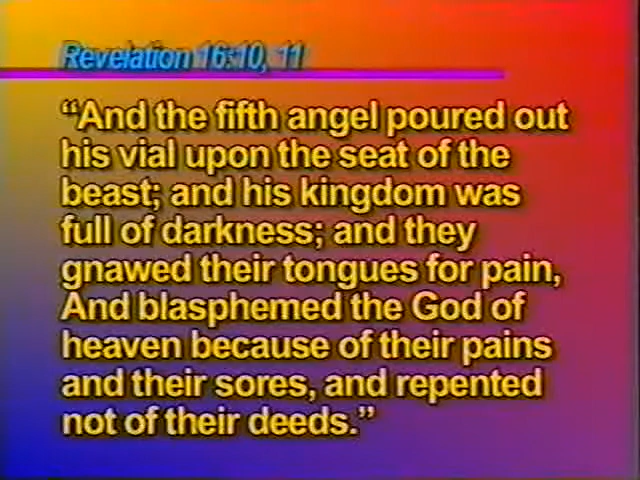 Revelation 16:10, 11
“And the fifth angel poured out
his vial upon the seat of the
beast; and his kingdom was
full of darkness; and they
gnawed their tongues for pain,
And blasphemed the God of
heaven because of their pains
and their sores, and repented
not of their deeds.”